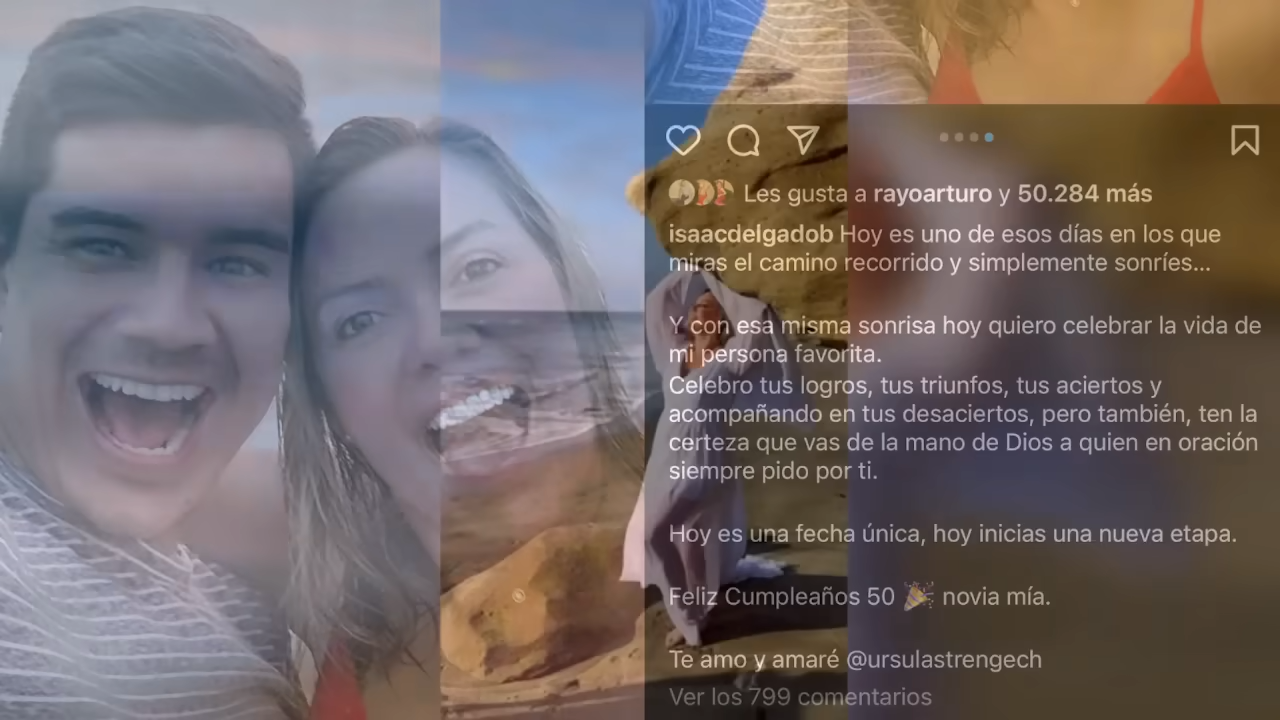 Les gusta a rayoarturo y 50.284 más
isaacdelgadob Hoy es uno de esos días en los que
miras el camino recorrido y simplemente sonríes...
Y con esa misma sonrisa hoy quiero celebrar la vida de
mi persona favorita.
Celebro tus logros, tus triunfos, tus aciertos y
acompañando en tus desaciertos, pero también, ten la
certeza que vas de la mano de Dios a quien en oración
siempre pido por ti.
Hoy es una fecha única, hoy inicias una nueva etapa.
Feliz Cumpleaños 50 🎉 novia mía.
Te amo y amaré @ursulastrengech
Ver los 799 comentarios